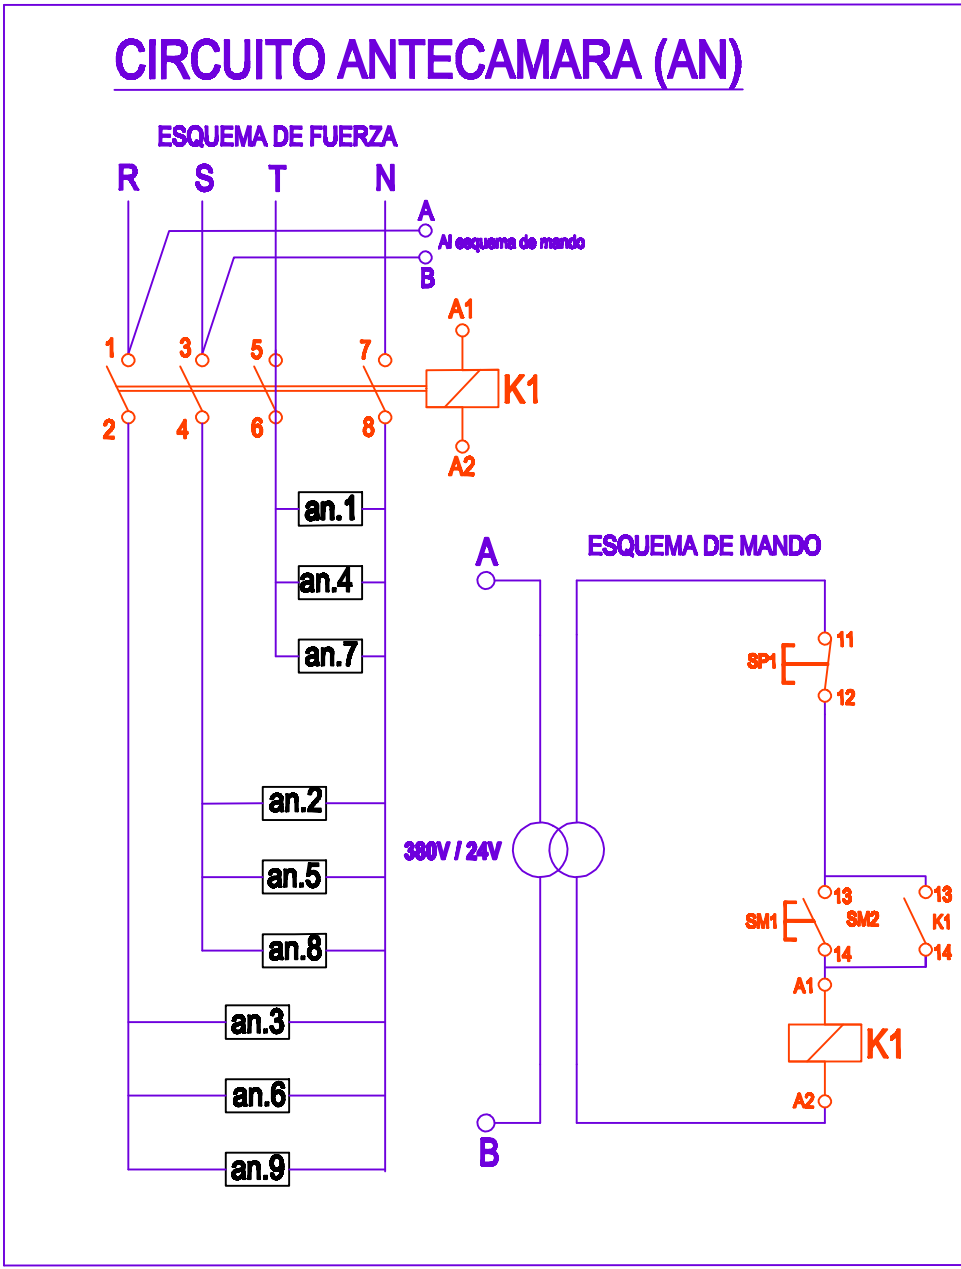 CIRCUITO ANTECAMARA (AN)
ESQUEMA DE FUERZA
R S T N
A
Al esquema de mando
B
A1
1 3 5 7
K1
2 4 6 8
A2
an.1
an.4
an.7
an.2
an.5
an.8
an.3
an.6
an.9
ESQUEMA DE MANDO
A
11
SP1
12
380V / 24V
13 13
SM1 SM2 K1
14 14
A1
K1
A2
B